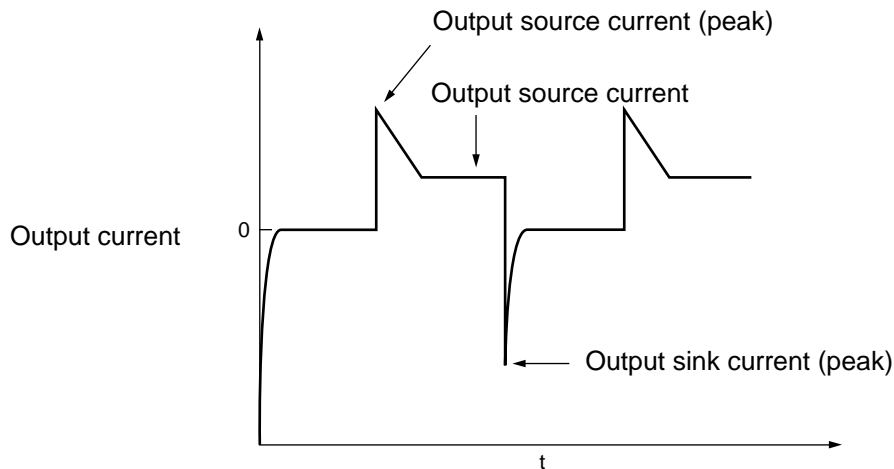 Output source current (peak)
Output source current
Output current
0
Output sink current (peak)
t